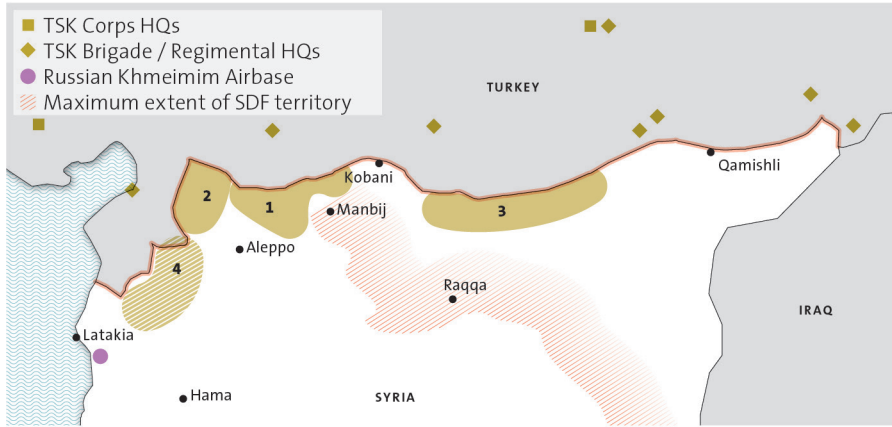 TSK Corps HQs
TSK Brigade / Regimental HQs
Russian Khmeimim Airbase
Maximum extent of SDF territory
TURKEY
Kobani
Qamishli
2
1
Manbij
3
Aleppo
4
Raqqa
IRAQ
Latakia
Hama
SYRIA